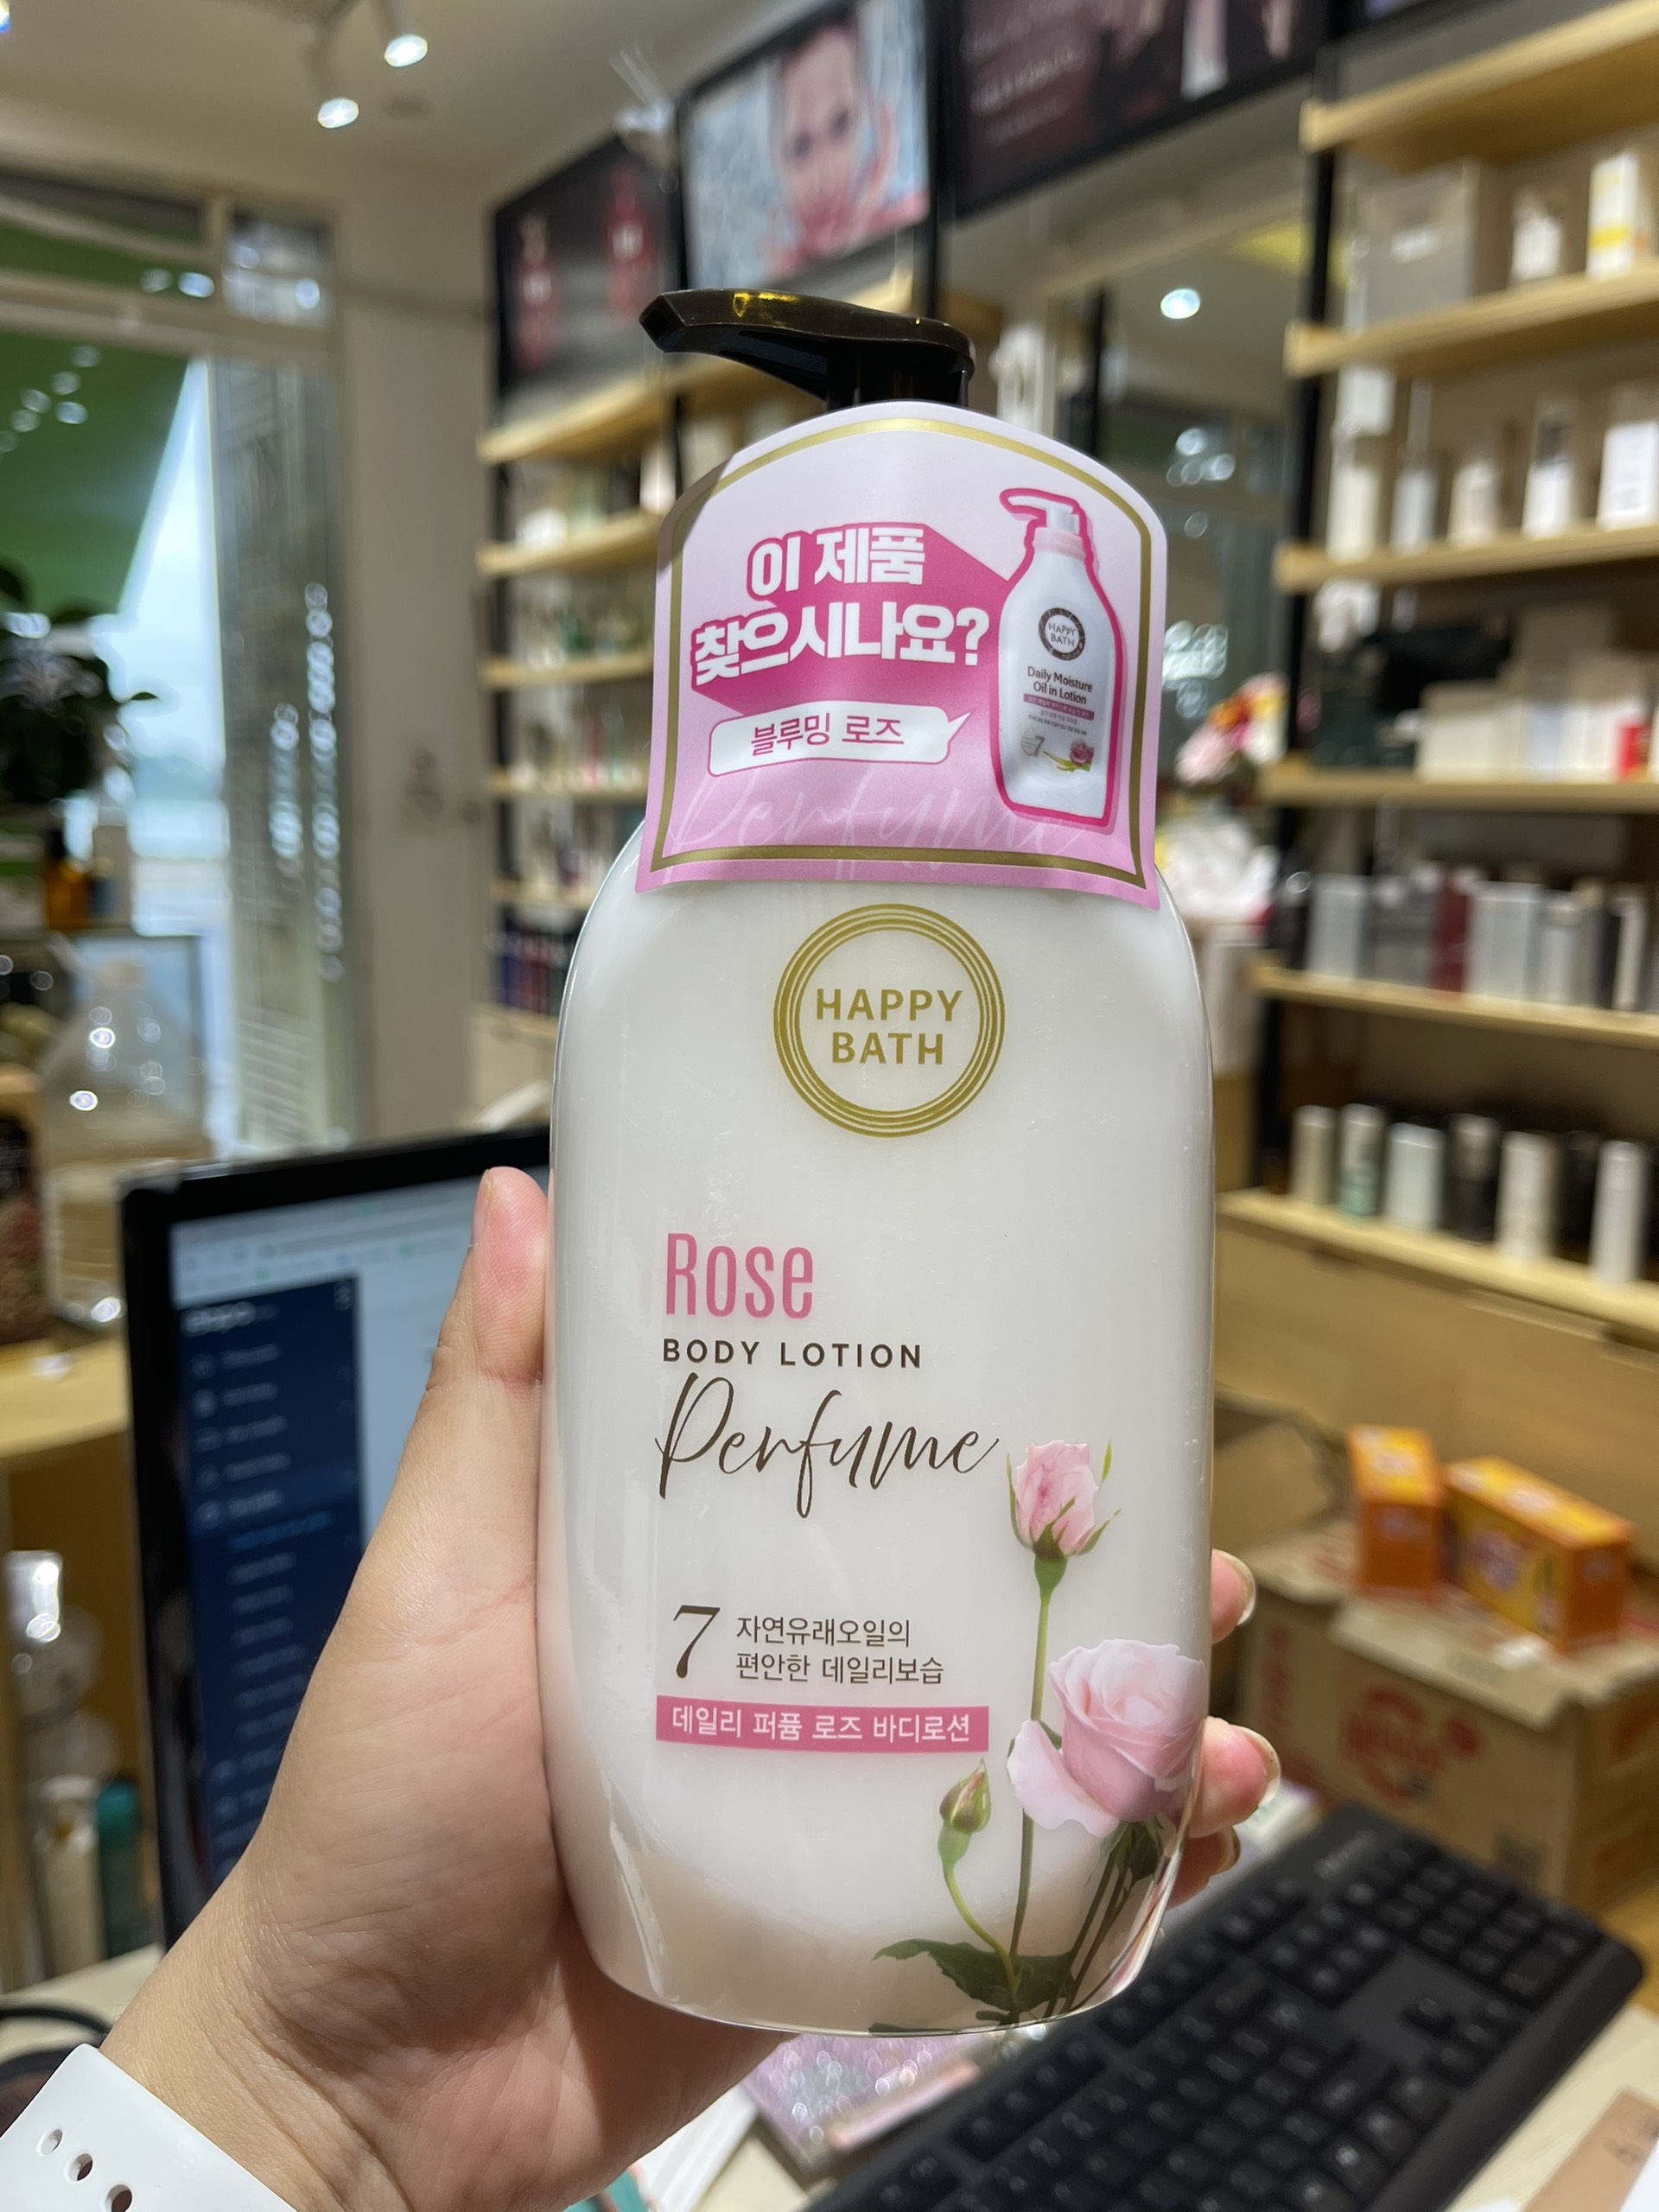 이 제품
찾으시나요?
블루밍 로즈
HAPPY
BATH
Daily Moisture
Oil in Lotion
7
Perfume
HAPPY
BATH
Rose
BODY LOTION
Perfume
7 자연유래오일의
편안한 데일리보습
데일리 퍼퓸 로즈 바디로션